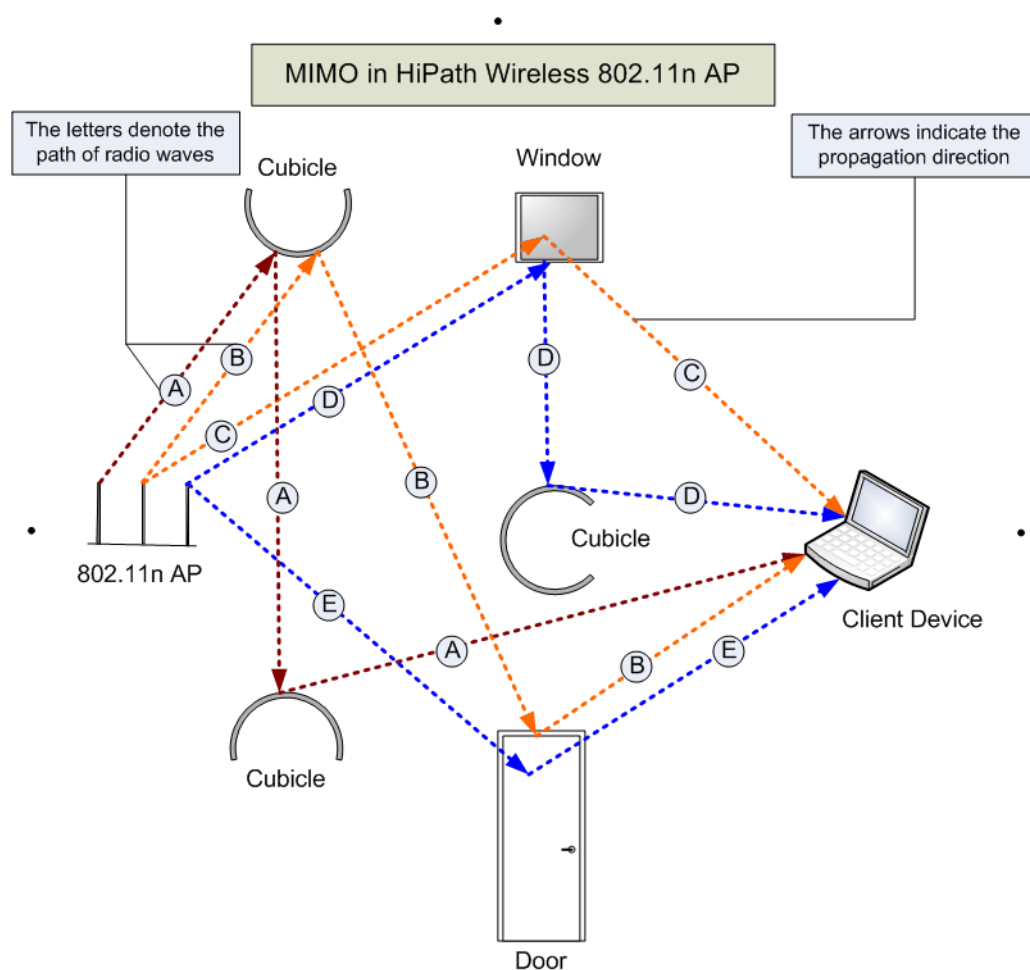 MIMO in HiPath Wireless 802.11n AP
The letters denote the
path of radio waves
The arrows indicate the
propagation direction
Cubicle
Window
A
B
C
D
D
C
A
B
D
802.11n AP
Cubicle
Client Device
E
A
B
E
Cubicle
Door